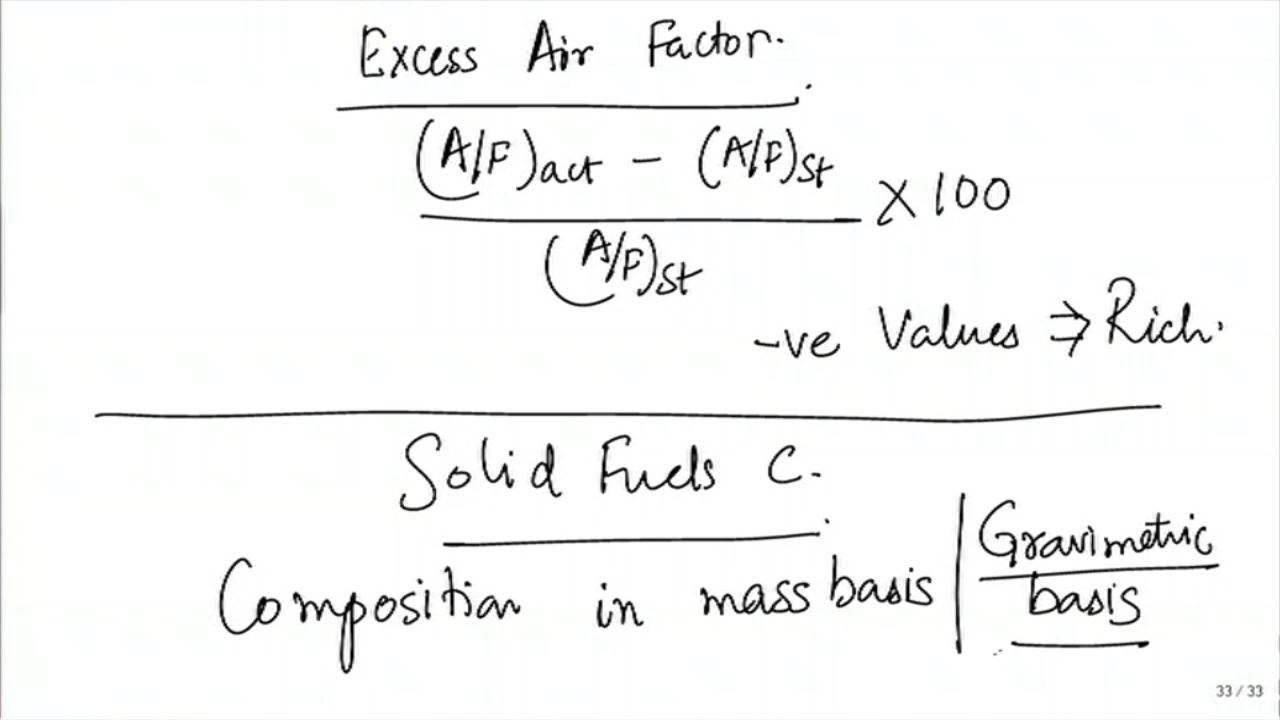 Excess Air Factor.
(A/F)act - (A/F)st
(A/F)st
X 100
-ve Values ⇒ Rich.
Solid Fuels C.
Composition in mass basis | Gravimetric
basis
33 / 33